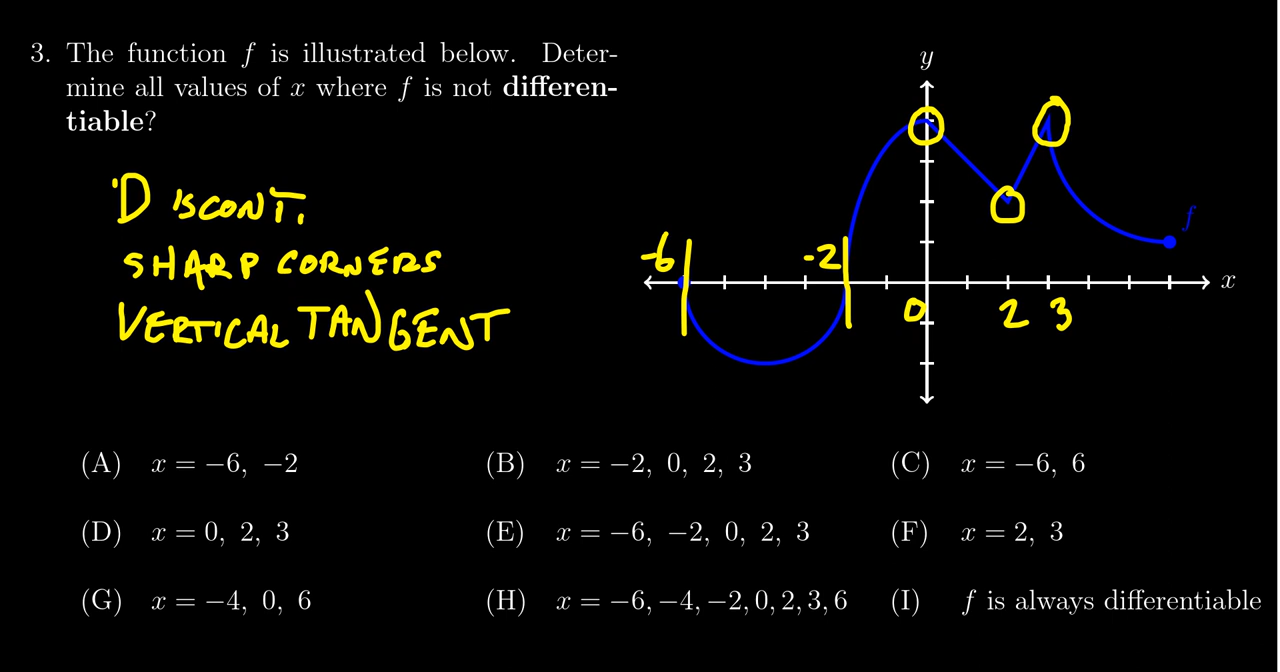 3. The function f is illustrated below. Deter-
mine all values of x where f is not differen-
tiable?
DISCONT.
SHARP CORNERS
VERTICAL TANGENT
y
f
-6
-2
x
0 2 3
(A) x = −6, −2 (B) x = −2, 0, 2, 3 (C) x = −6, 6
(D) x = 0, 2, 3 (E) x = −6, −2, 0, 2, 3 (F) x = 2, 3
(G) x = −4, 0, 6 (H) x = −6, −4, −2, 0, 2, 3, 6 (I) f is always differentiable